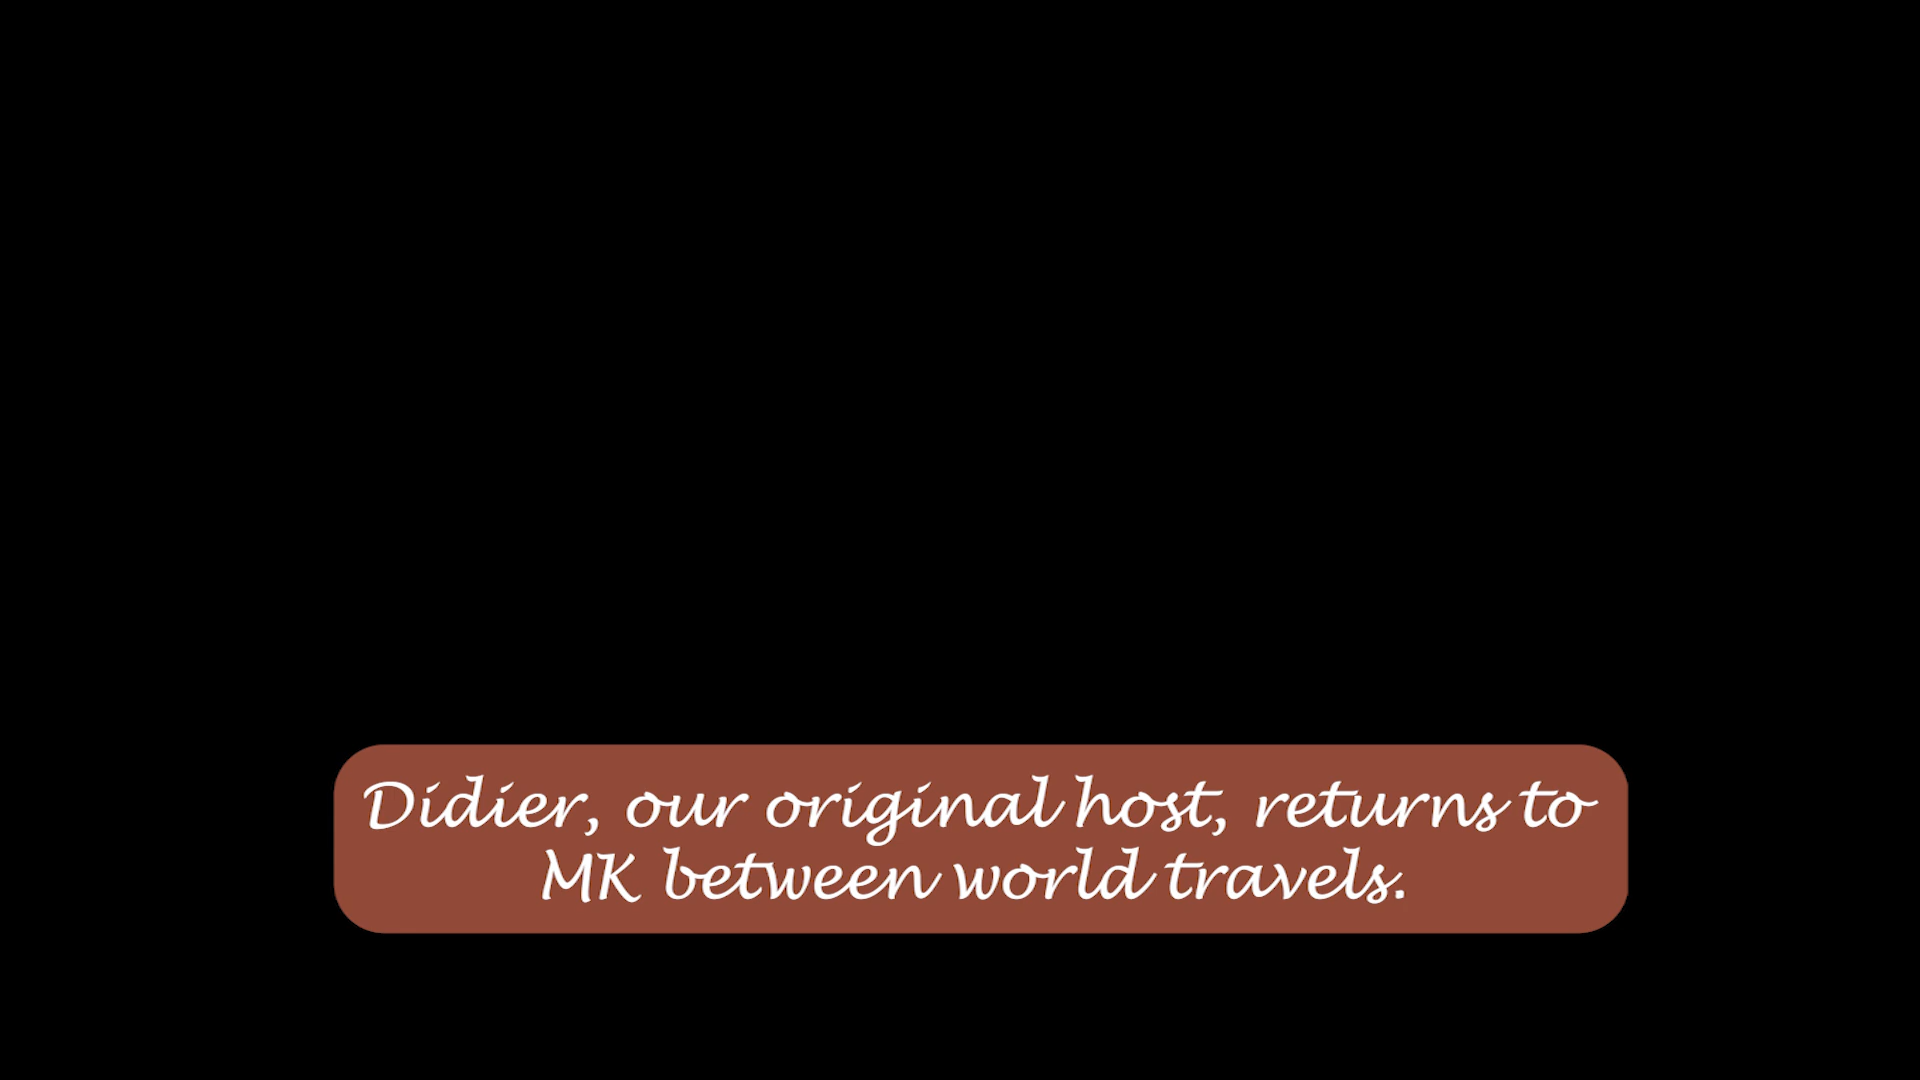 Didier, our original host, returns to
MK between world travels.